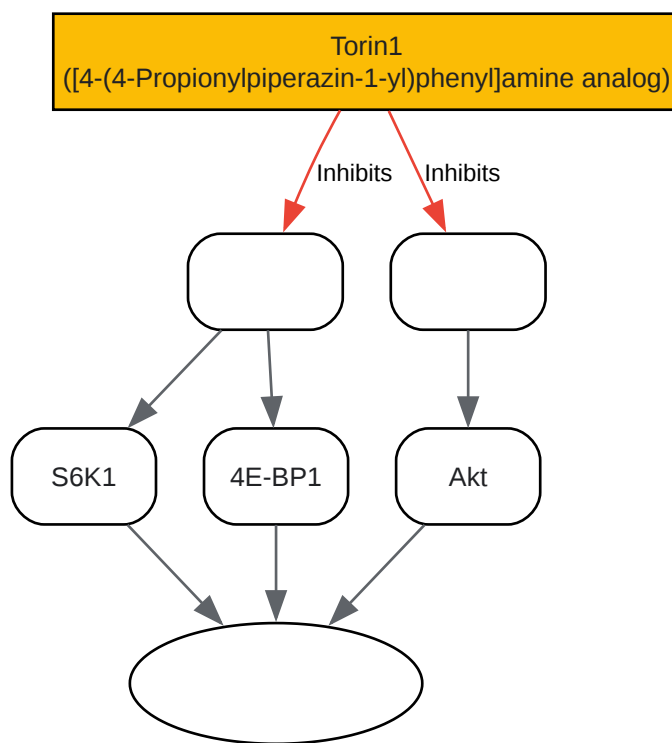 Torin1
([4-(4-Propionylpiperazin-1-yl)phenyl]amine analog)
Inhibits
Inhibits
S6K1
4E-BP1
Akt